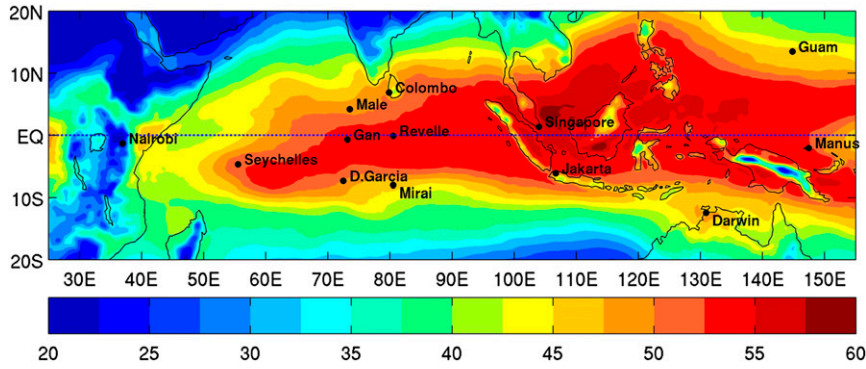 20N
Guam
10N
Colombo
Male
Singapore
EQ
Nairobi
Gan
Revelle
Manus
Seychelles
Jakarta
D.Garcia
10S
Mirai
Darwin
20S
30E 40E 50E 60E 70E 80E 90E 100E 110E 120E 130E 140E 150E
20 25 30 35 40 45 50 55 60